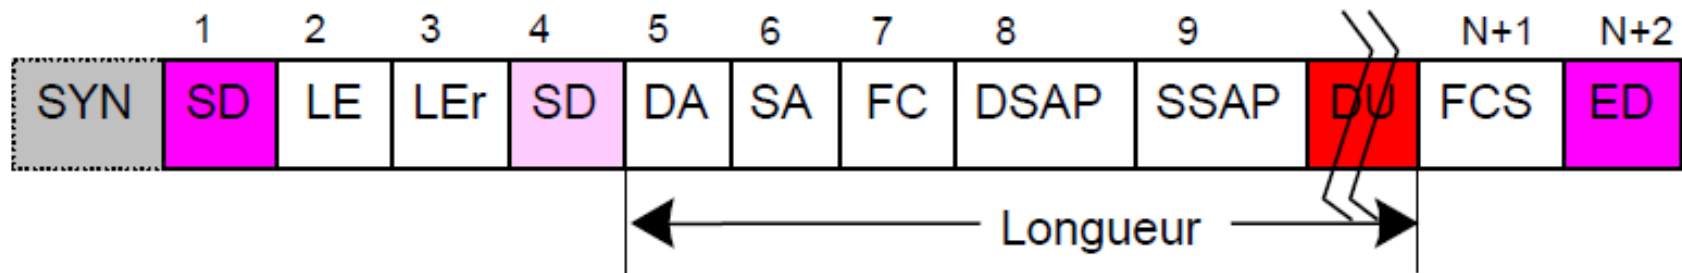 1 2 3 4 5 6 7 8 9 N+1 N+2
SYN SD LE LEr SD DA SA FC DSAP SSAP DU FCS ED
Longueur